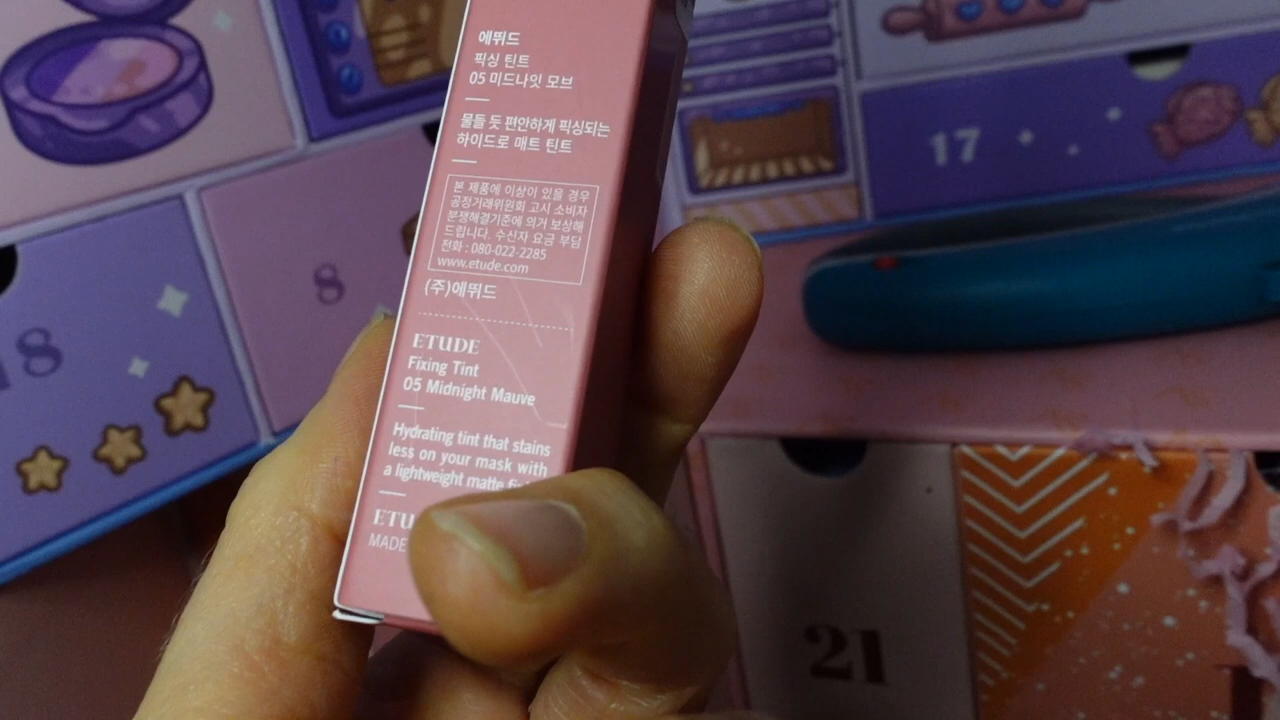 에뛰드
픽싱 틴트
05 미드나잇 모브
물들 듯 편안하게 픽싱되는
하이드로 매트 틴트
본 제품에 이상이 있을 경우
공정거래위원회 고시 소비자
분쟁해결기준에 의거 보상해
드립니다. 수신자 요금 부담
전화 : 080-022-2285
www.etude.com
(주)에뛰드
ETUDE
Fixing Tint
05 Midnight Mauve
Hydrating tint that stains
less on your mask with
a lightweight matte
ETU
MADE
17
8
18
21